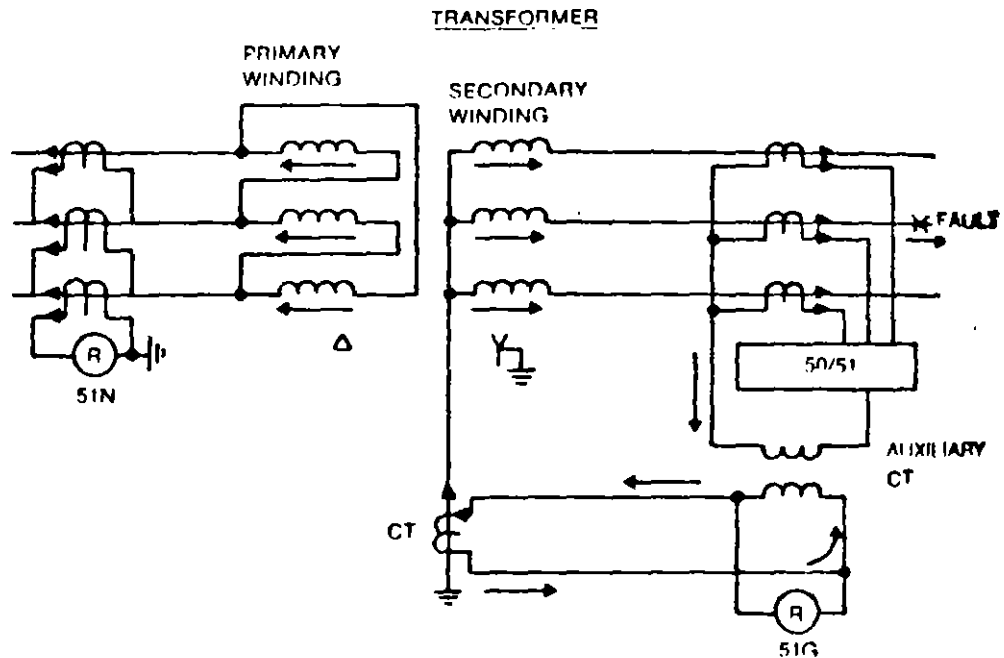 TRANSFORMER
PRIMARY
WINDING
SECONDARY
WINDING
FAULT
Δ
Y
50/51
R
51N
AUXILIARY
CT
CT
R
51G